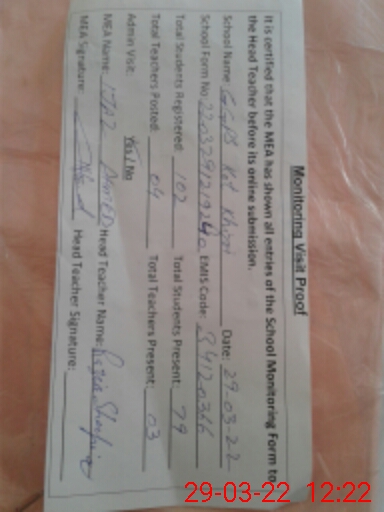 Monitoring Visit Proof
It is certified that the MEA has shown all entries of the School Monitoring Form to
the Head Teacher before its online submission.
School Name: GGPS Kot Date: 29-03-22
School Form No. EMIS Code:
Total Students Registered: 102 Total Students Present: 79
Total Teachers Posted: 04 Total Teachers Present: 03
Admin Visit: Yes / No
MEA Name: IJAZ AHMED Head Teacher Name:
MEA Signature: Head Teacher Signature:
29-03-22 12:22